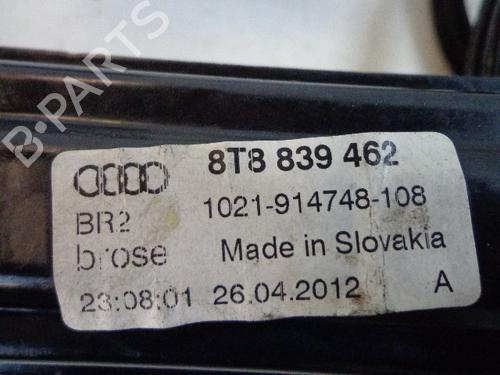 B-PARTS
8T8 839 462
BR2
1021-914748-108
brose
Made in Slovakia
23:08:01 26.04.2012 A